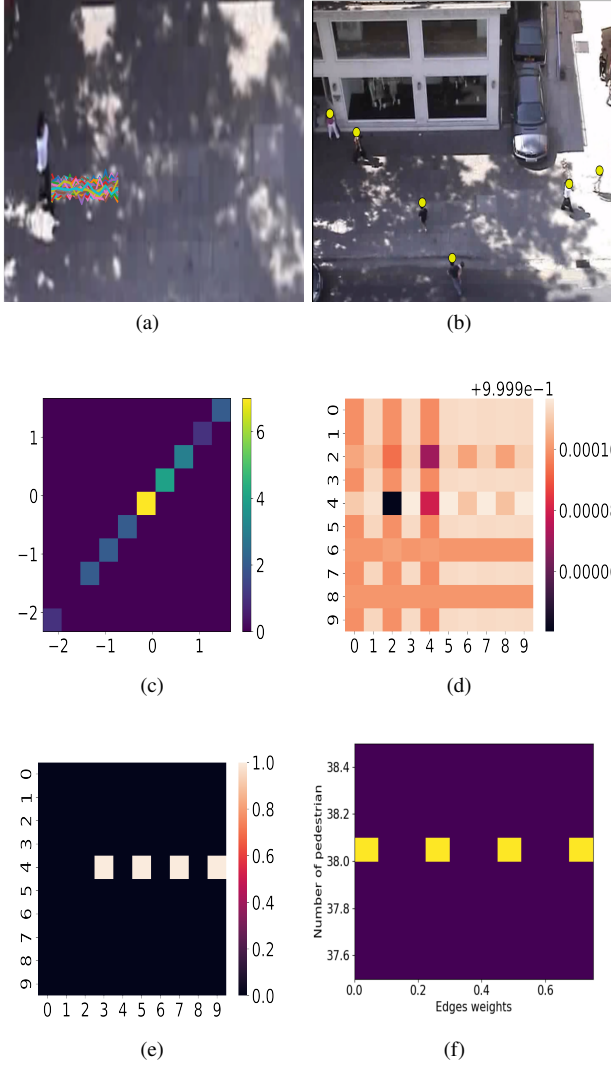 (a) (b)
(c)
1
0
−1
−2
−2 −1 0 1
6
4
2
0
(d)
+9.999e−1
0 1 2 3 4 5 6 7 8 9
0 1 2 3 4 5 6 7 8 9
0.00010
0.00008
0.00006
(e)
0 1 2 3 4 5 6 7 8 9
0 1 2 3 4 5 6 7 8 9
1.0
0.8
0.6
0.4
0.2
0.0
(f)
Number of pedestrian
38.4
38.2
38.0
37.8
37.6
0.0 0.2 0.4 0.6
Edges weights